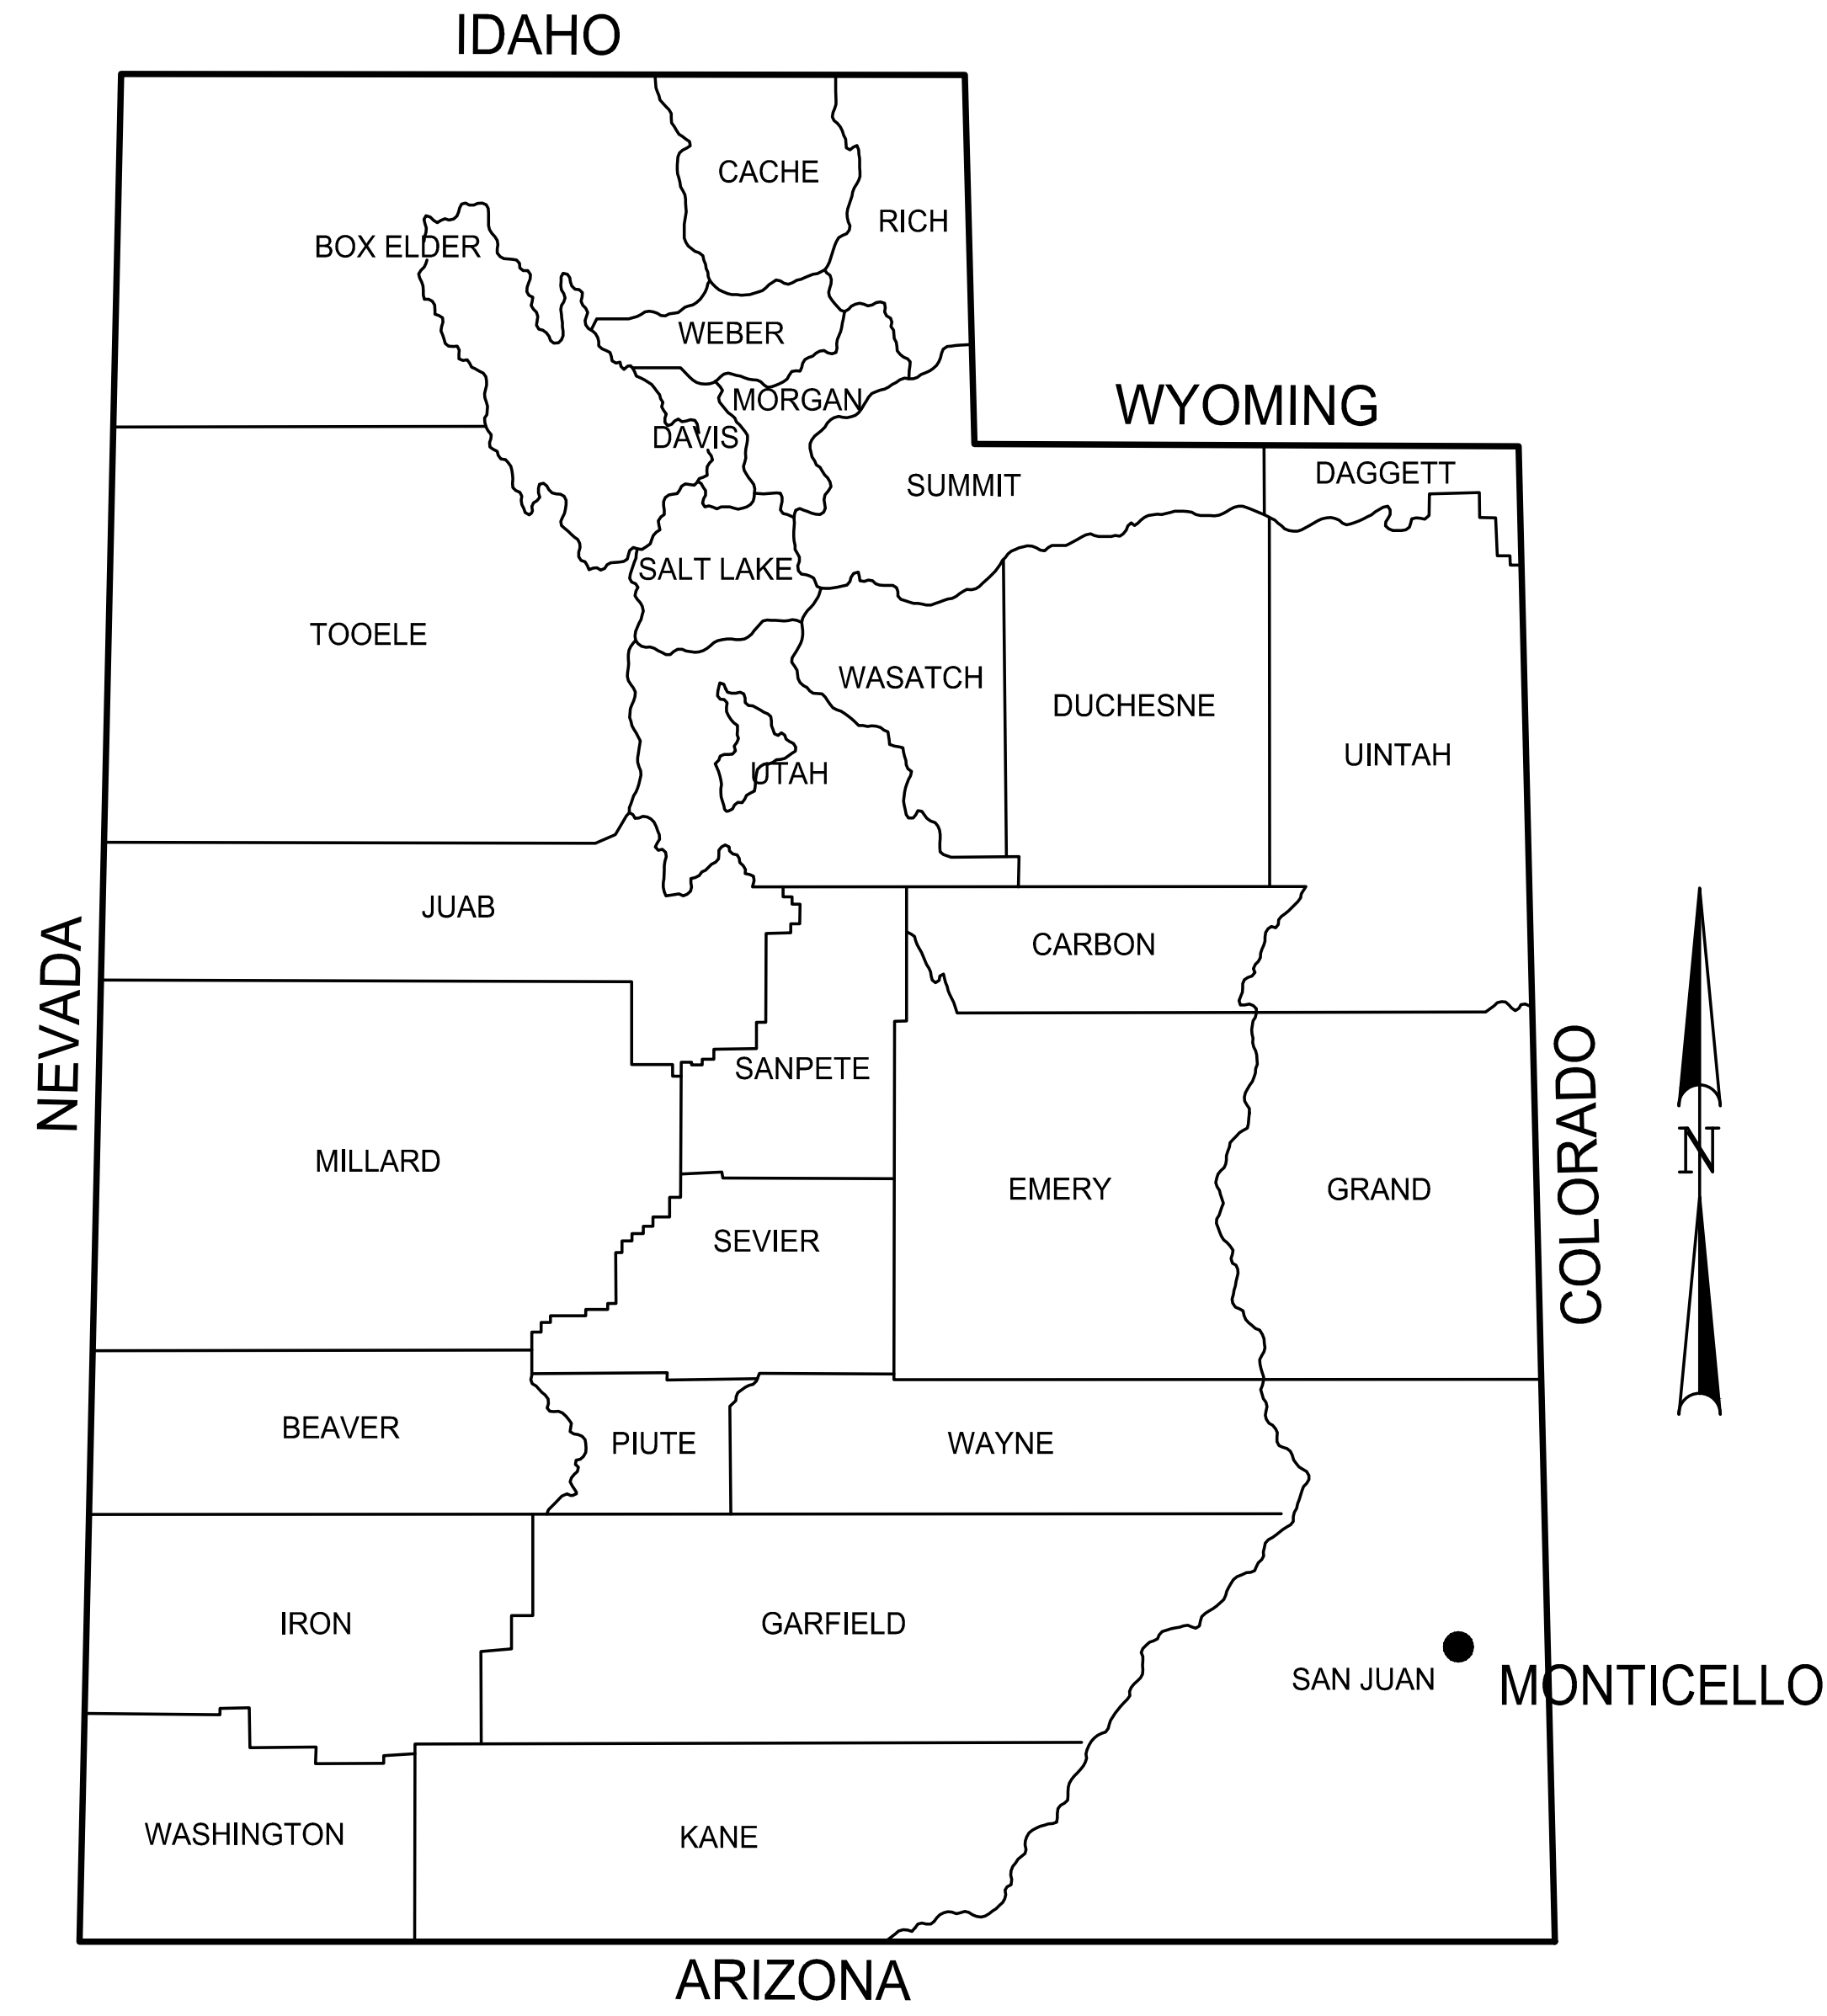 IDAHO
CACHE
RICH
BOX ELDER
WEBER
MORGAN
WYOMING
DAVIS
DAGGETT
SUMMIT
SALT LAKE
TOOELE
WASATCH
DUCHESNE
UINTAH
UTAH
JUAB
CARBON
NEVADA
SANPETE
COLORADO
N
MILLARD
EMERY
GRAND
SEVIER
BEAVER
PIUTE
WAYNE
IRON
GARFIELD
SAN JUAN
MONTICELLO
WASHINGTON
KANE
ARIZONA